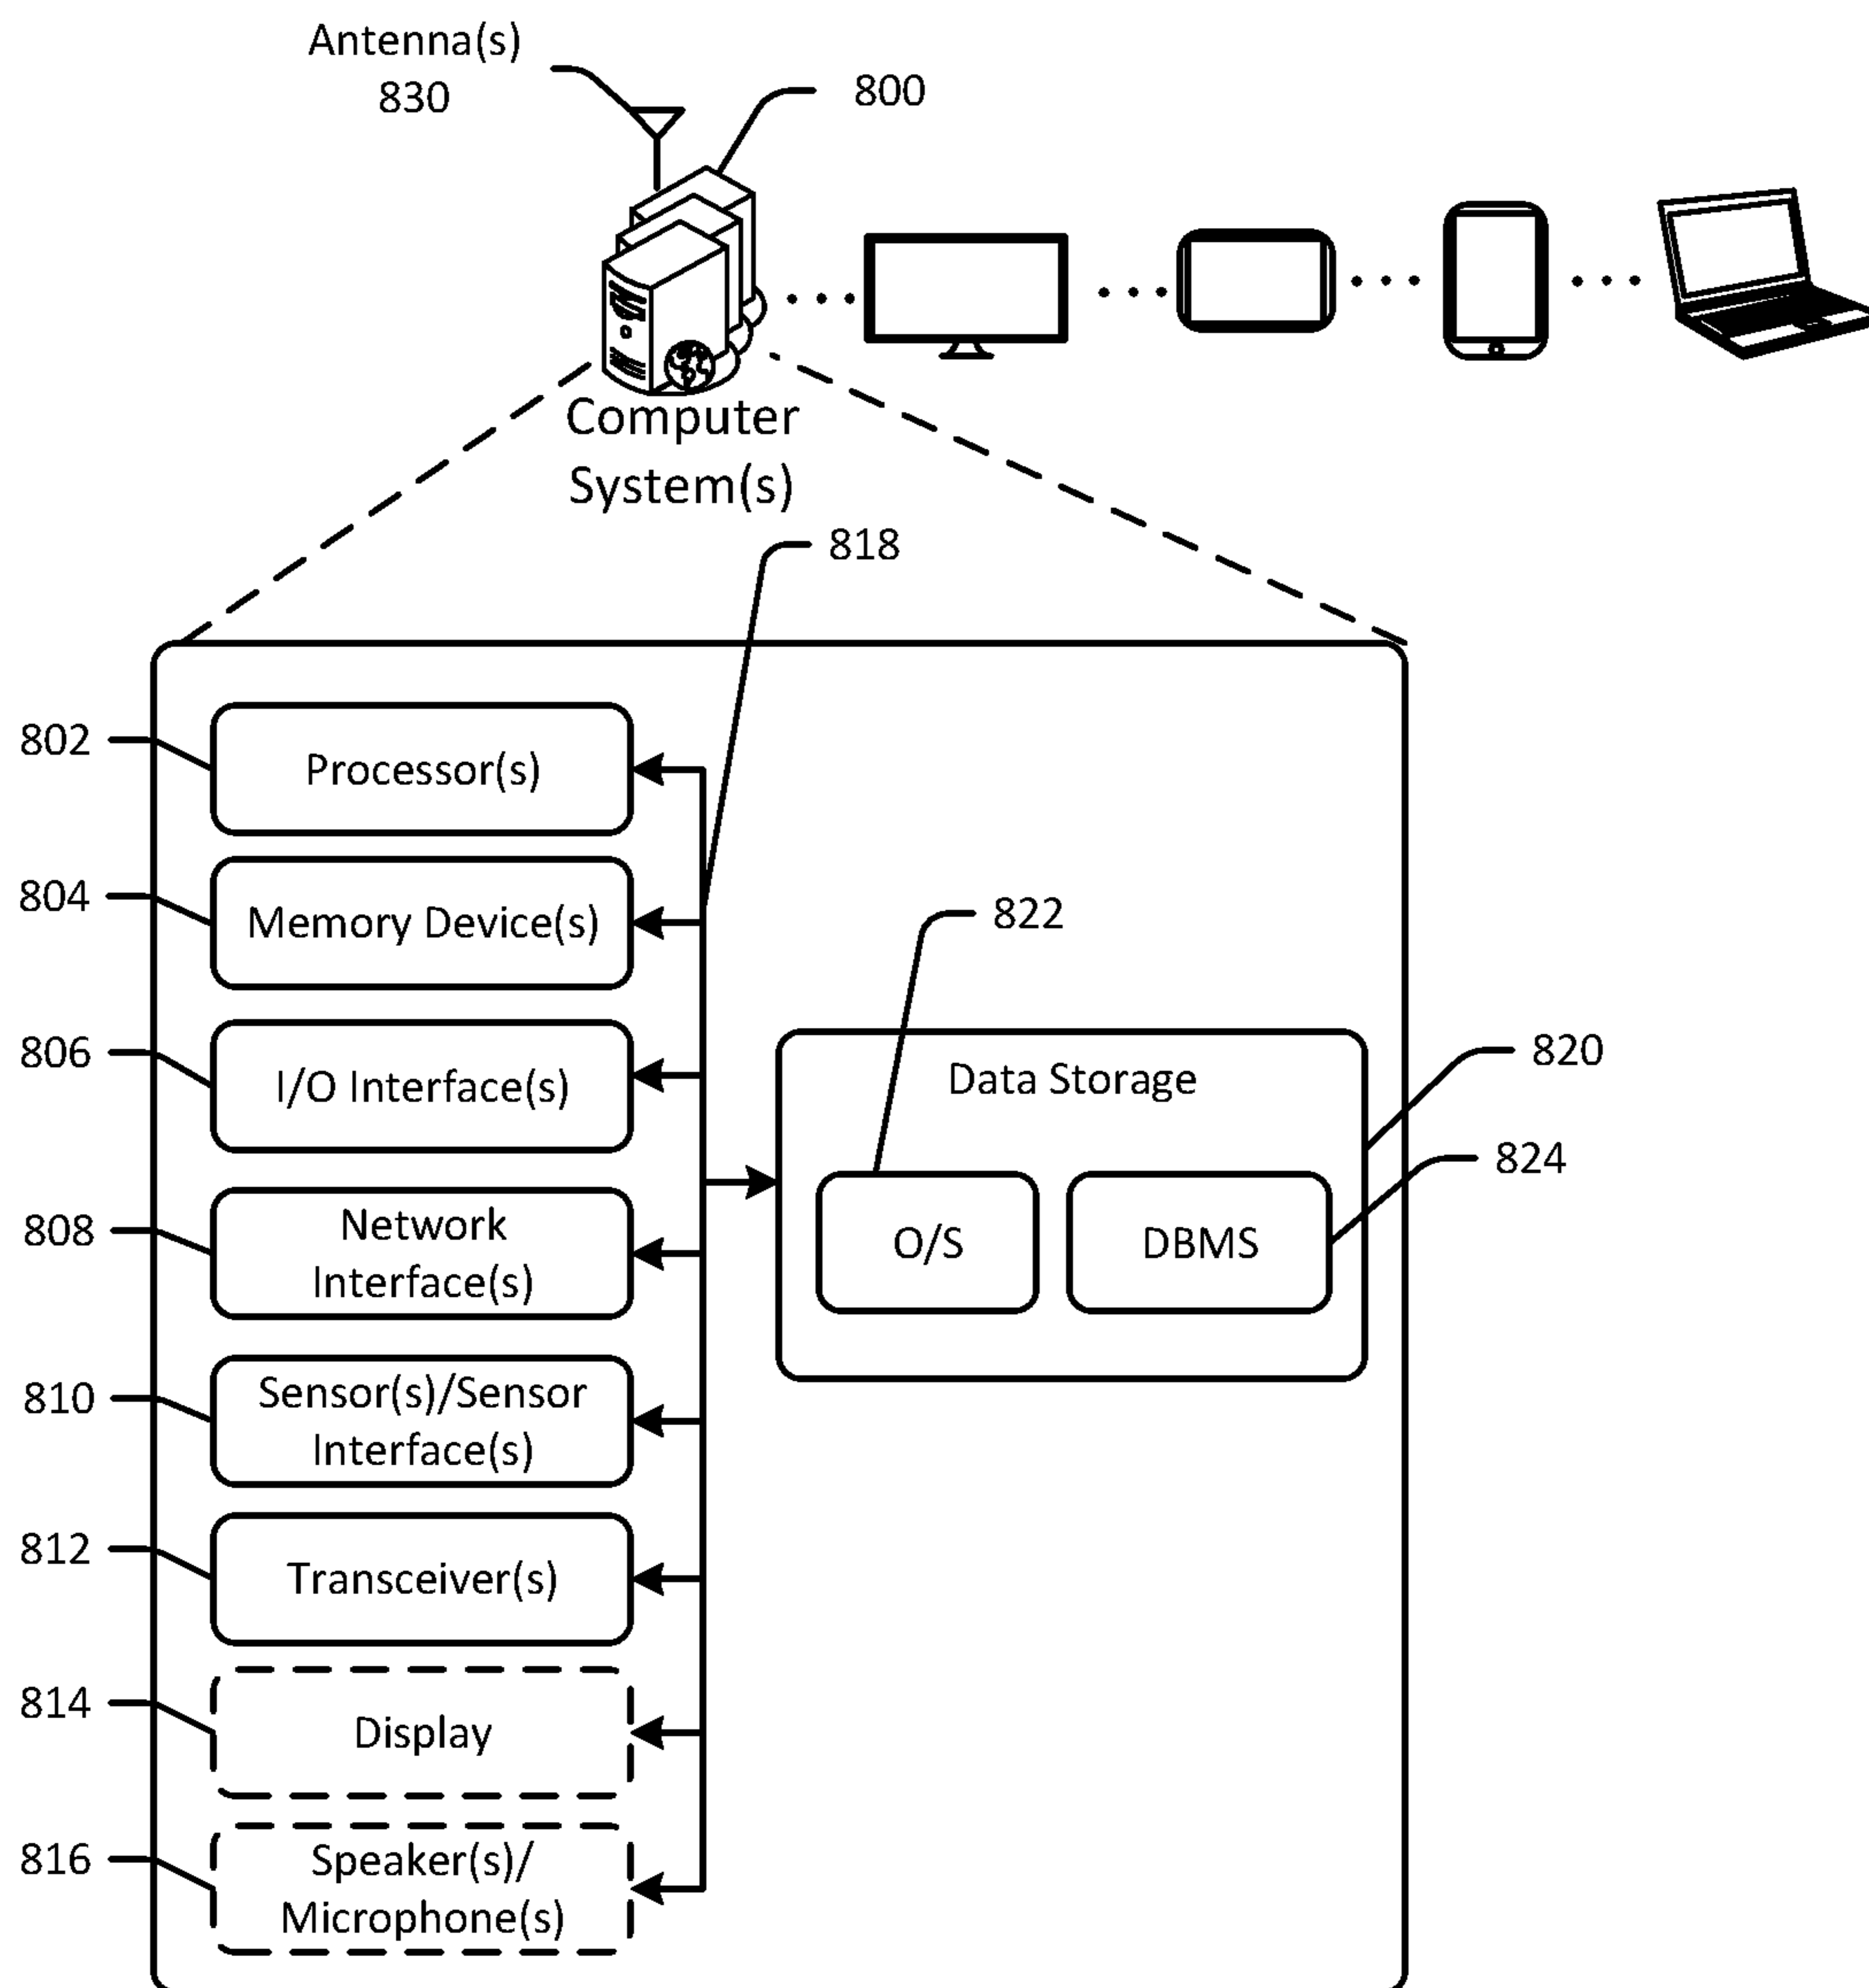 Antenna(s)
830
800
Computer
System(s)
818
802
Processor(s)
804
Memory Device(s)
822
806
I/O Interface(s)
820
Data Storage
824
808
Network
Interface(s)
O/S
DBMS
810
Sensor(s)/Sensor
Interface(s)
812
Transceiver(s)
814
Display
816
Speaker(s)/
Microphone(s)